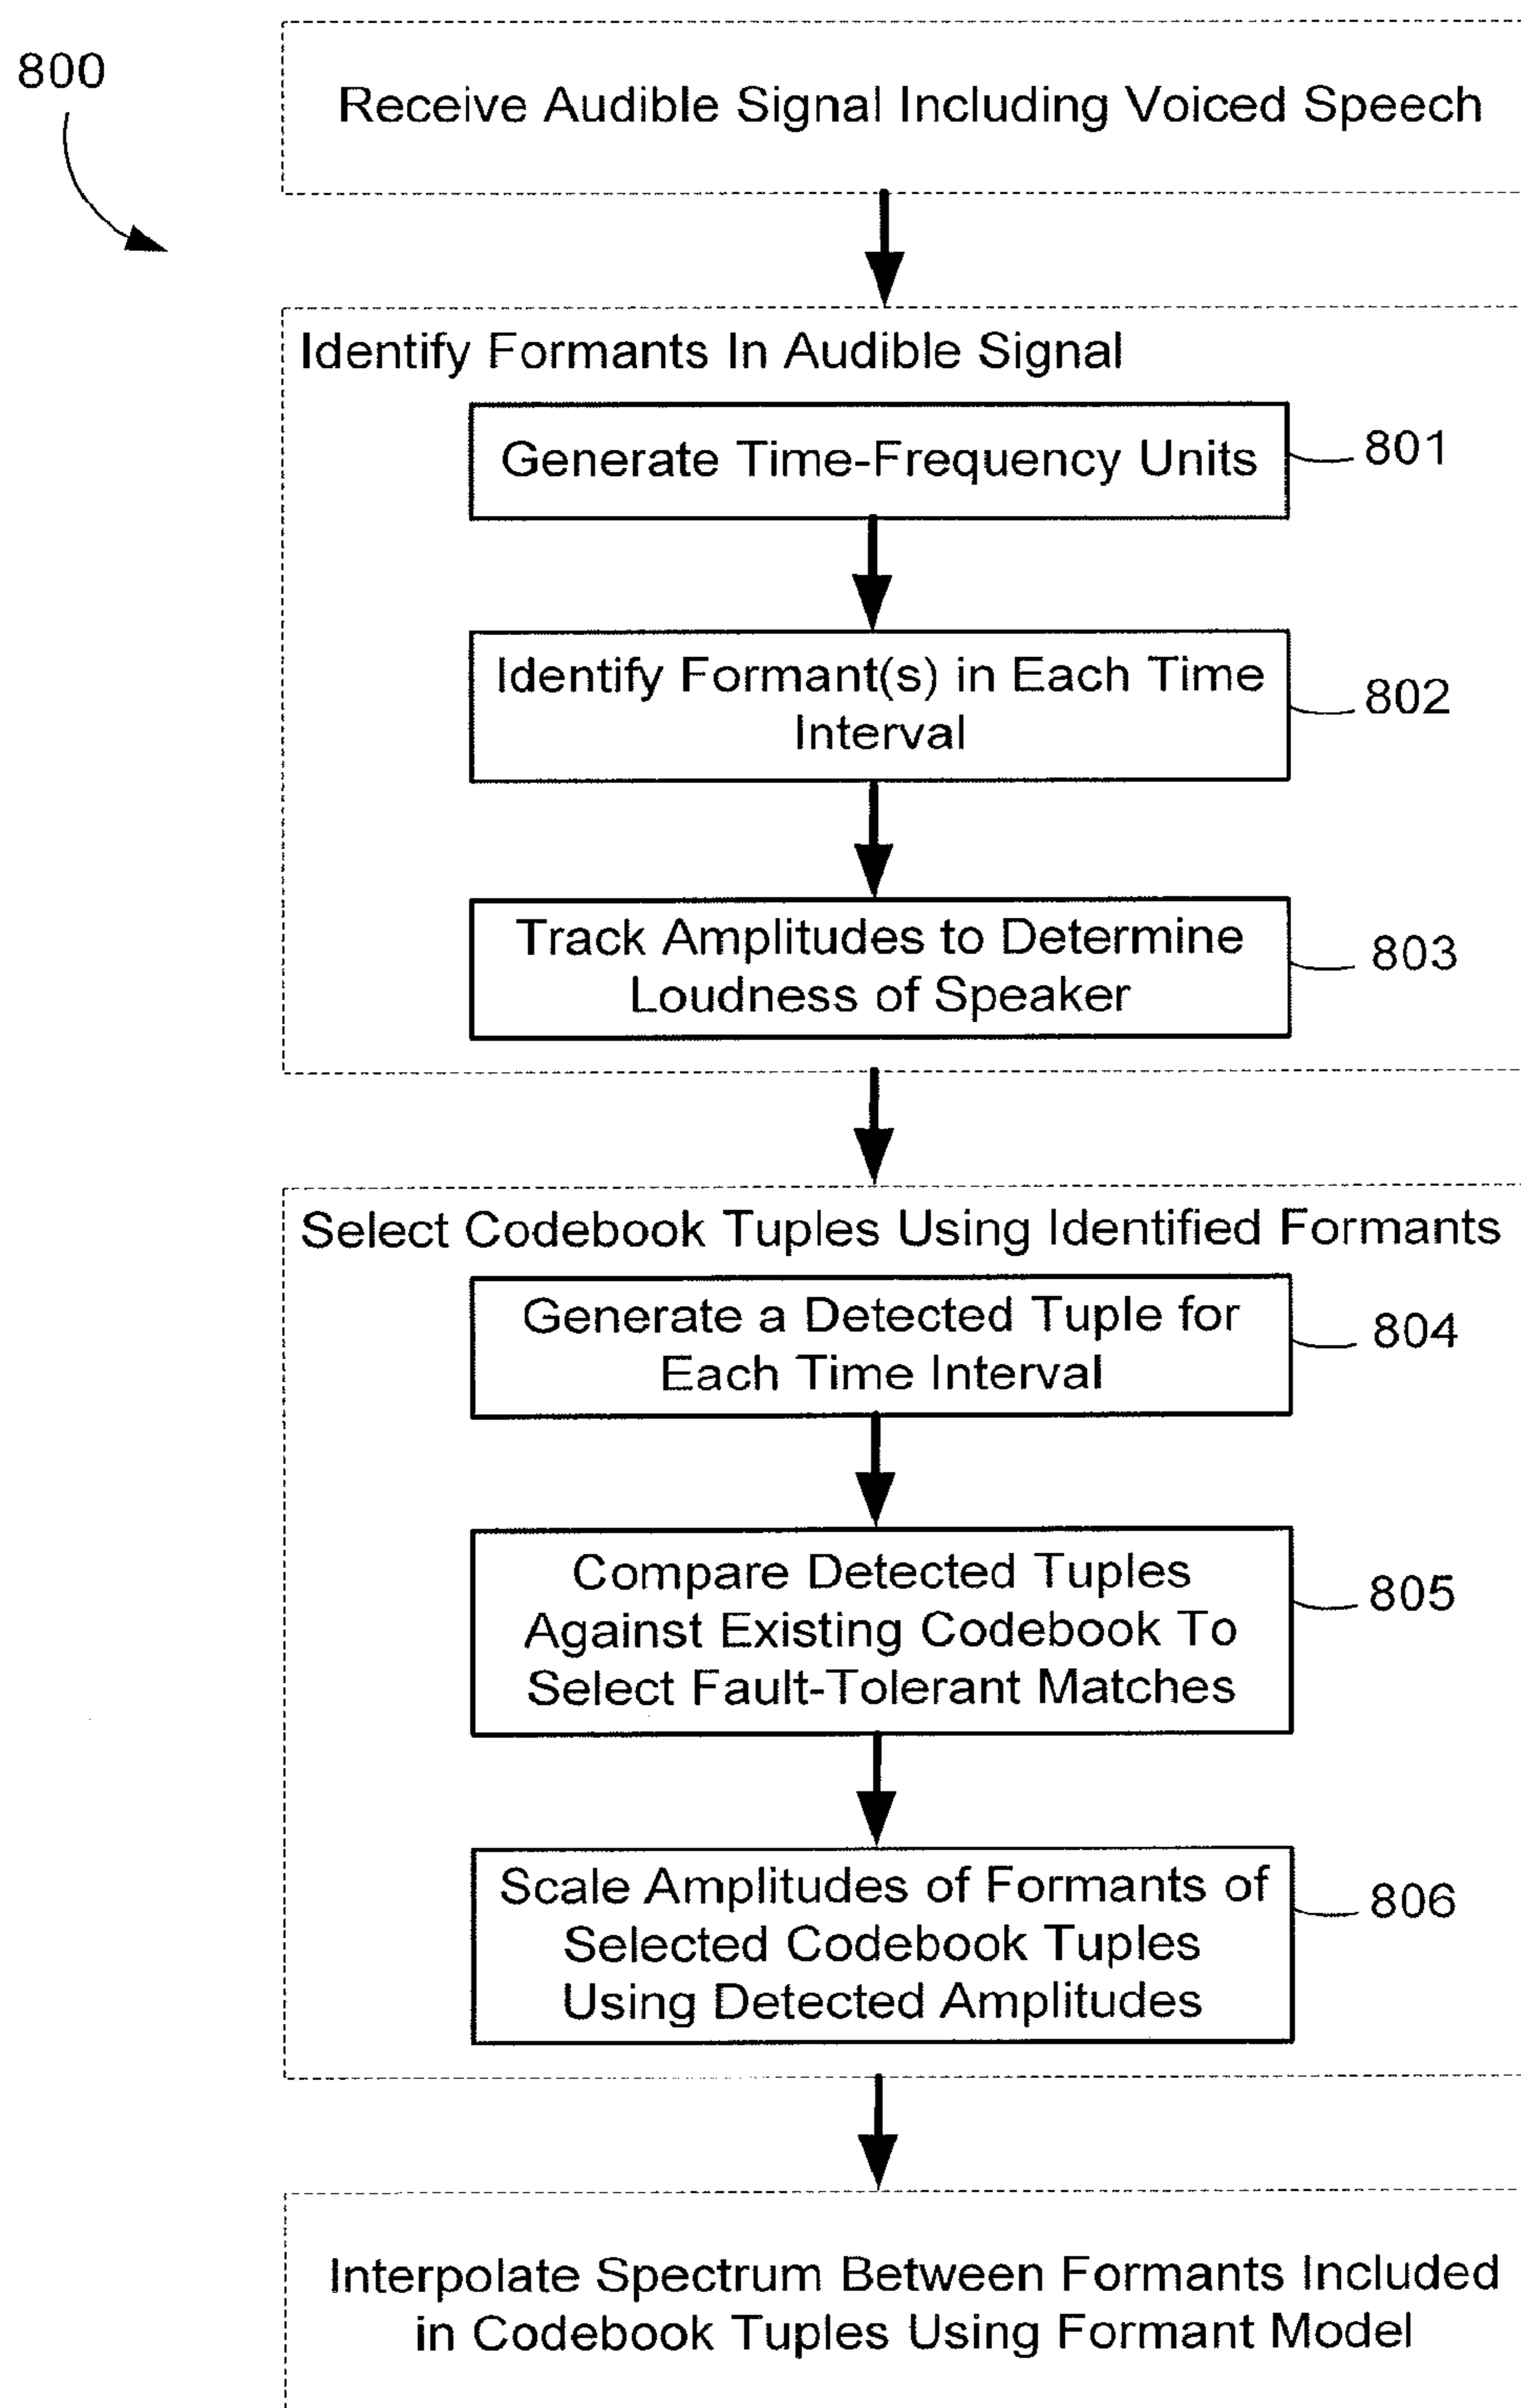 800
Receive Audible Signal Including Voiced Speech
Identify Formants In Audible Signal
Generate Time-Frequency Units
801
Identify Formant(s) in Each Time
Interval
802
Track Amplitudes to Determine
Loudness of Speaker
803
Select Codebook Tuples Using Identified Formants
Generate a Detected Tuple for
Each Time Interval
804
Compare Detected Tuples
Against Existing Codebook To
Select Fault-Tolerant Matches
805
Scale Amplitudes of Formants of
Selected Codebook Tuples
Using Detected Amplitudes
806
Interpolate Spectrum Between Formants Included
in Codebook Tuples Using Formant Model